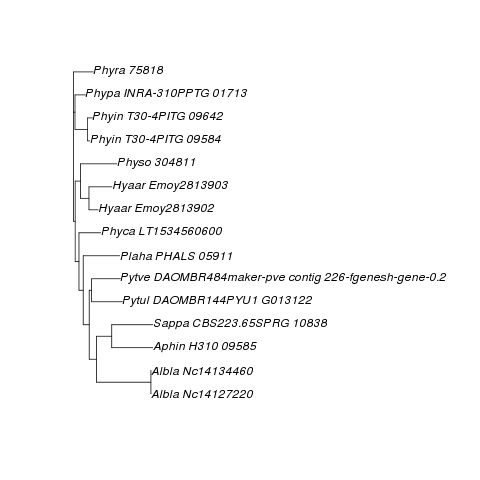 Phyra 75818
Phypa INRA-310PPTG 01713
Phyin T30-4PITG 09642
Phyin T30-4PITG 09584
Physo 304811
Hyaar Emoy2813903
Hyaar Emoy2813902
Phyca LT1534560600
Plaha PHALS 05911
Pytve DAOMBR484maker-pve contig 226-fgenesh-gene-0.2
Pytul DAOMBR144PYU1 G013122
Sappa CBS223.65SPRG 10838
Aphin H310 09585
Albla Nc14134460
Albla Nc14127220